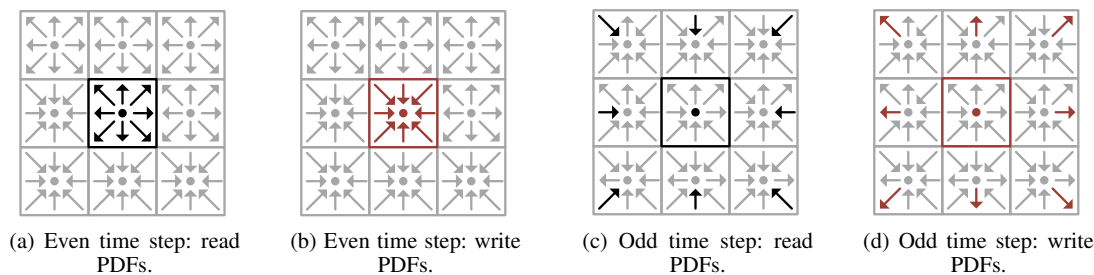 (a) Even time step: read
PDFs.
(b) Even time step: write
PDFs.
(c) Odd time step: read
PDFs.
(d) Odd time step: write
PDFs.